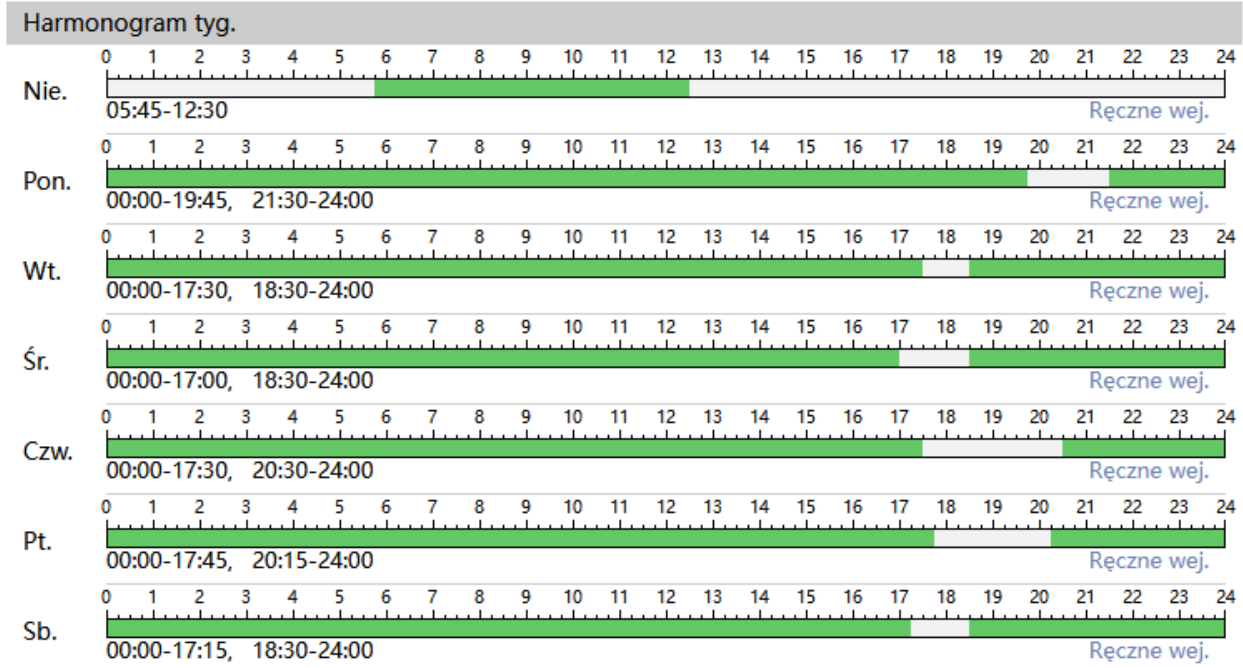 Harmonogram tyg.
0 1 2 3 4 5 6 7 8 9 10 11 12 13 14 15 16 17 18 19 20 21 22 23 24
Nie.
05:45-12:30 Ręczne wej.
0 1 2 3 4 5 6 7 8 9 10 11 12 13 14 15 16 17 18 19 20 21 22 23 24
Pon.
00:00-19:45, 21:30-24:00 Ręczne wej.
0 1 2 3 4 5 6 7 8 9 10 11 12 13 14 15 16 17 18 19 20 21 22 23 24
Wt.
00:00-17:30, 18:30-24:00 Ręczne wej.
0 1 2 3 4 5 6 7 8 9 10 11 12 13 14 15 16 17 18 19 20 21 22 23 24
Śr.
00:00-17:00, 18:30-24:00 Ręczne wej.
0 1 2 3 4 5 6 7 8 9 10 11 12 13 14 15 16 17 18 19 20 21 22 23 24
Czw.
00:00-17:30, 20:30-24:00 Ręczne wej.
0 1 2 3 4 5 6 7 8 9 10 11 12 13 14 15 16 17 18 19 20 21 22 23 24
Pt.
00:00-17:45, 20:15-24:00 Ręczne wej.
0 1 2 3 4 5 6 7 8 9 10 11 12 13 14 15 16 17 18 19 20 21 22 23 24
Sb.
00:00-17:15, 18:30-24:00 Ręczne wej.